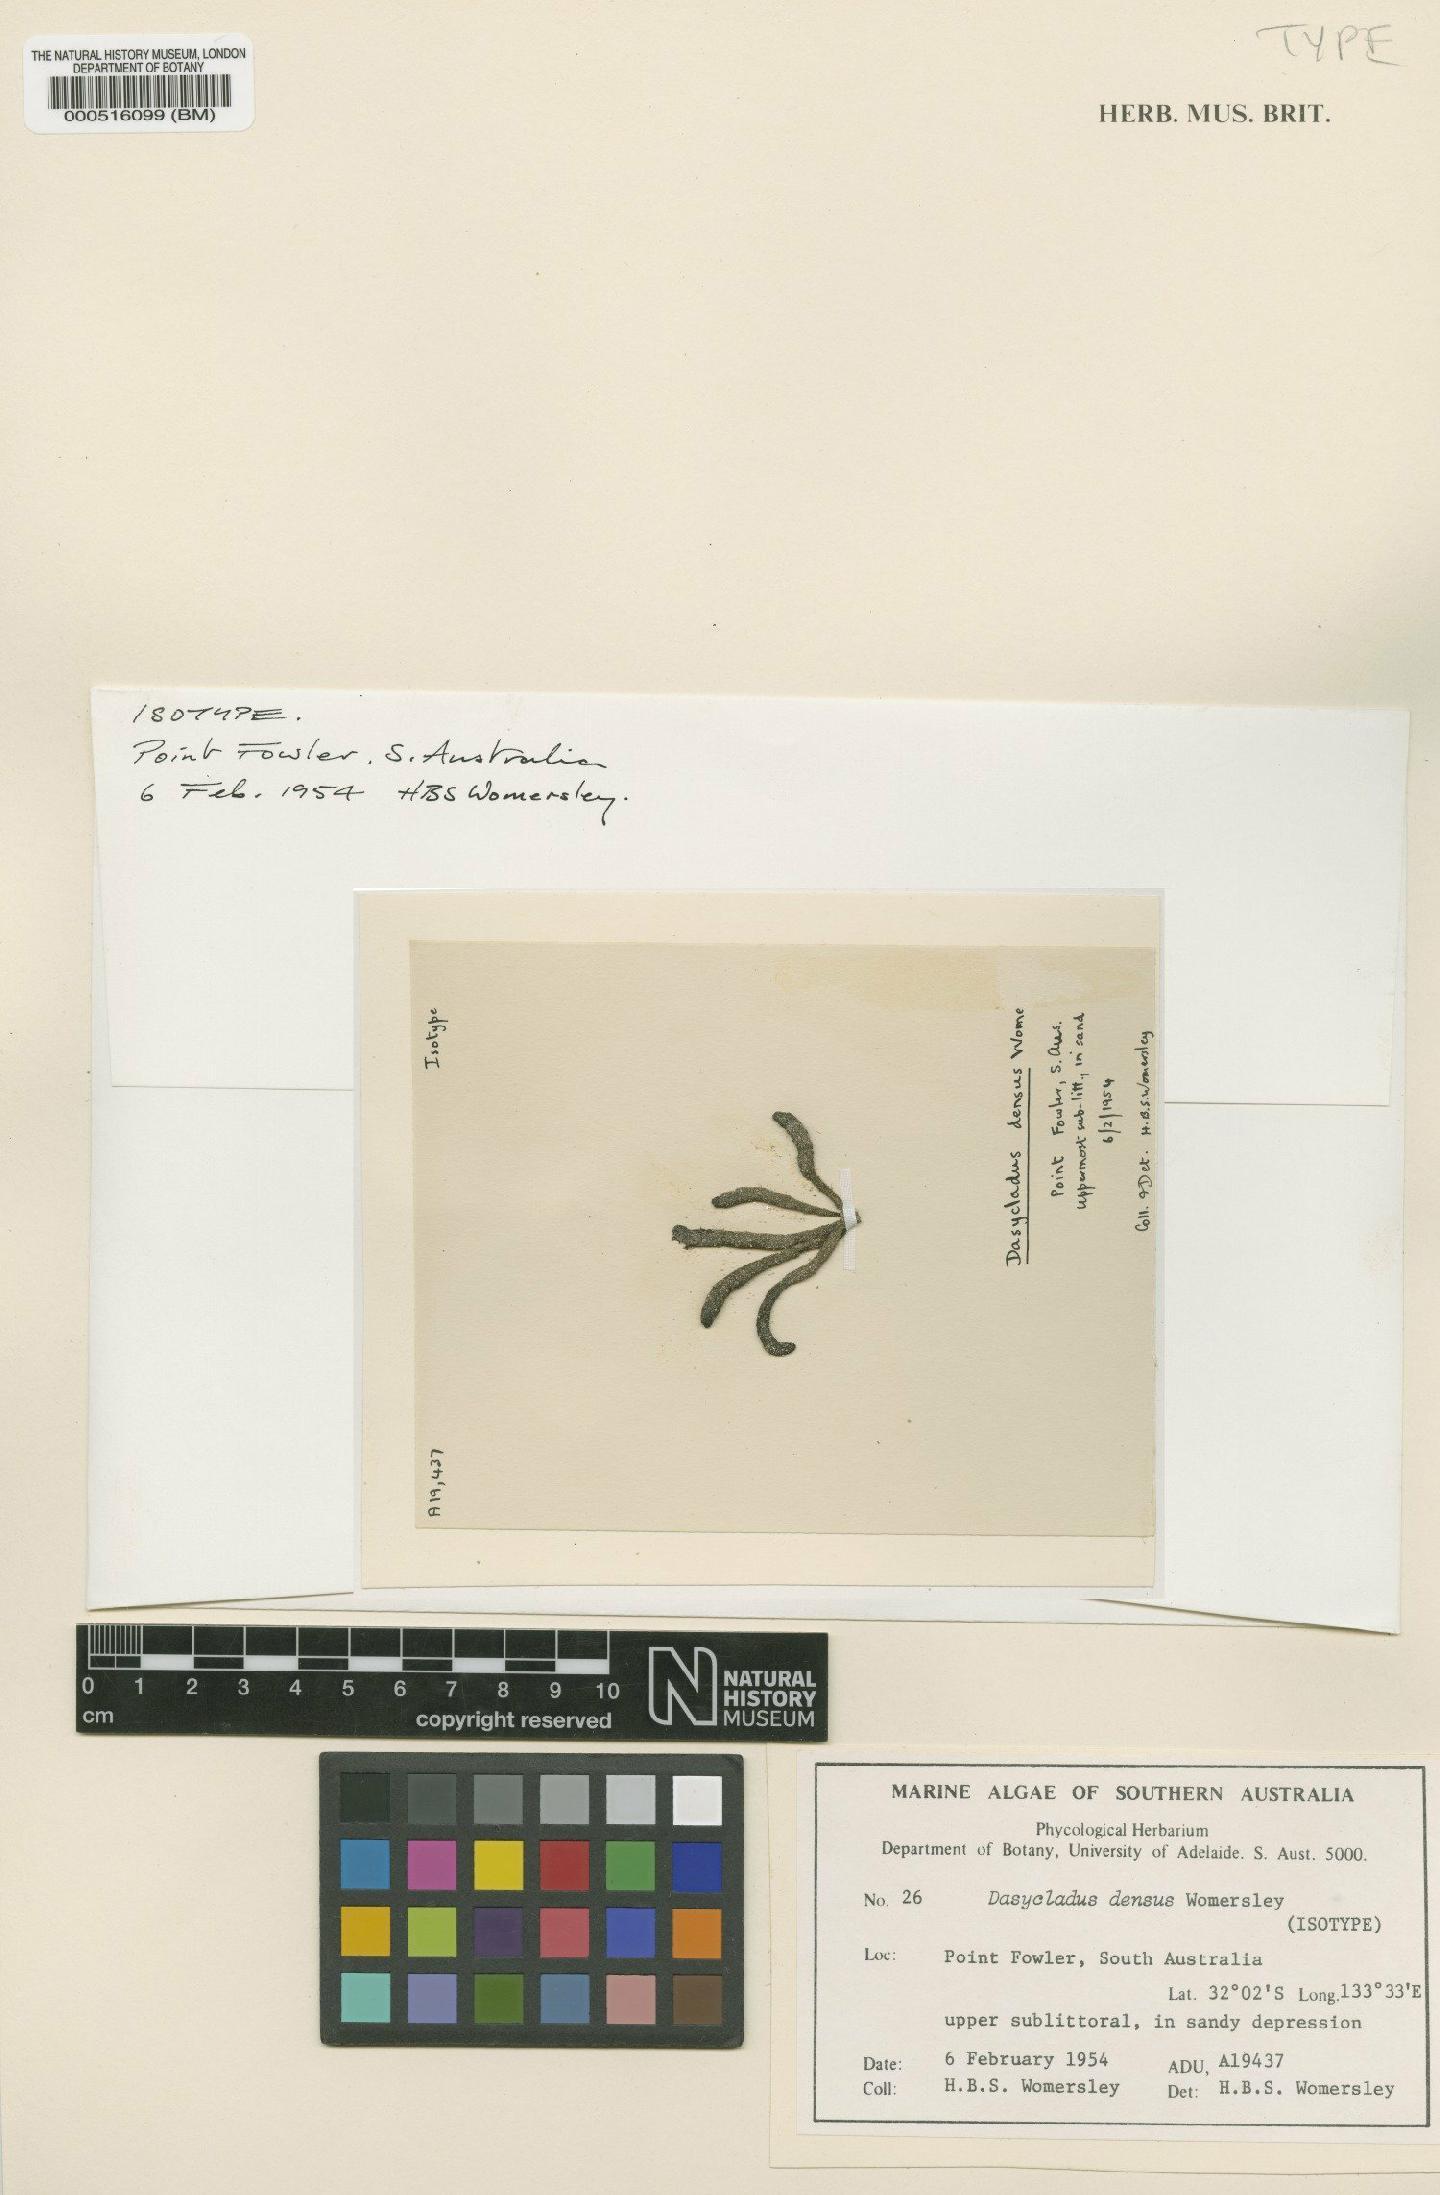 THE NATURAL HISTORY MUSEUM, LONDON
DEPARTMENT OF BOTANY
000516099 (BM)
TYPE
HERB. MUS. BRIT.
ISOTYPE.
Point Fowler, S. Australia
6 Feb. 1954 HBS Womersley.
Isotype
A19,437
Dasycladus densus Wome
Point Fowler, S. Aus.
uppermost sub-litt., in sand
6/2/1954
Coll. & Det. H.B.S. Womersley
0 1 2 3 4 5 6 7 8 9 10
cm
copyright reserved
N NATURAL
HISTORY
MUSEUM
MARINE ALGAE OF SOUTHERN AUSTRALIA
Phycological Herbarium
Department of Botany, University of Adelaide. S. Aust. 5000.
No. 26 Dasycladus densus Womersley
(ISOTYPE)
Loc: Point Fowler, South Australia
Lat. 32°02'S Long. 133°33'E
upper sublittoral, in sandy depression
Date: 6 February 1954 ADU, A19437
Coll: H.B.S. Womersley Det: H.B.S. Womersley